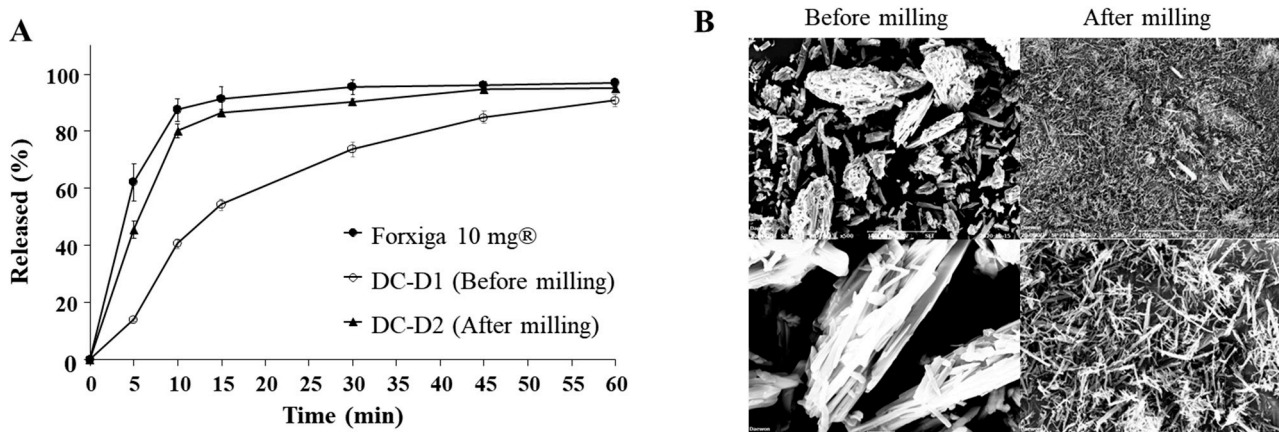 A
Released (%)
100
80
60
40
20
0
0 5 10 15 20 25 30 35 40 45 50 55 60
Time (min)
Forxiga 10 mg®
DC-D1 (Before milling)
DC-D2 (After milling)
B
Before milling
After milling
x500